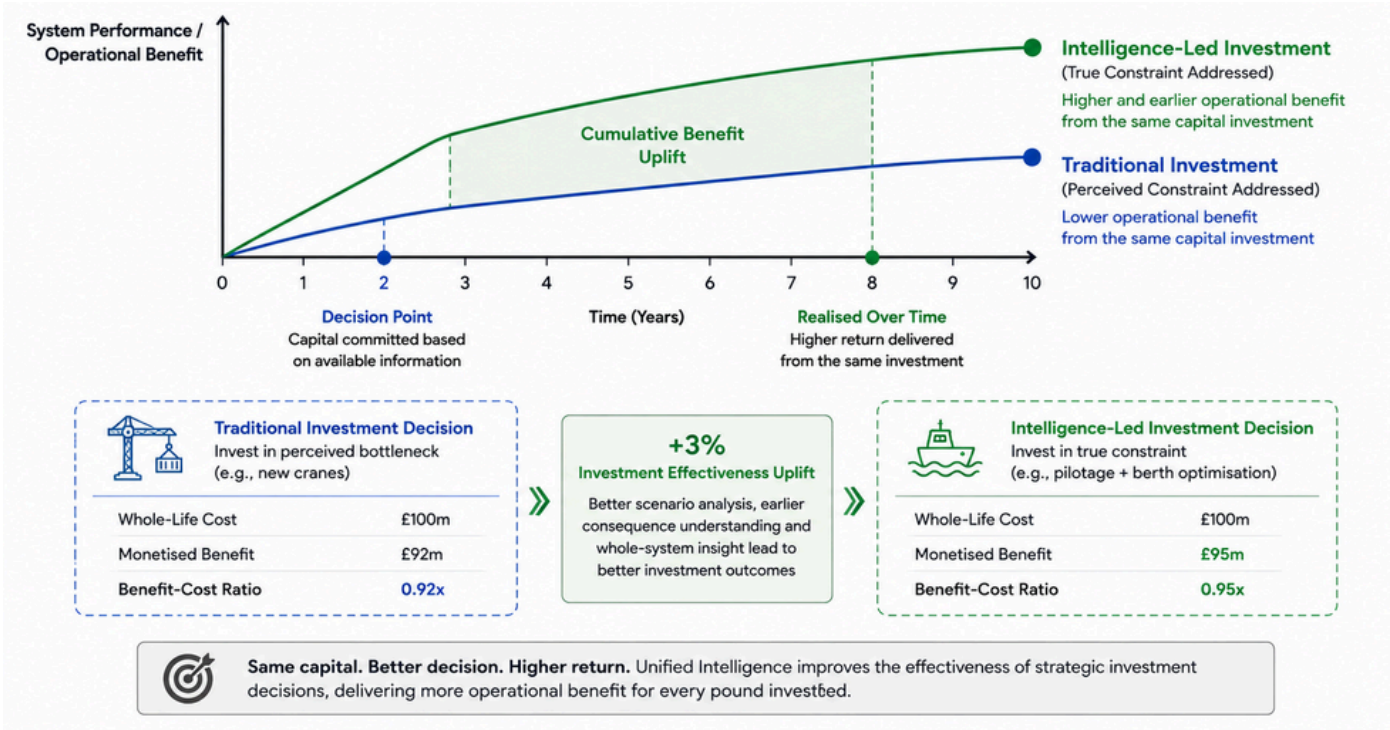 System Performance /
Operational Benefit
Intelligence-Led Investment
(True Constraint Addressed)
Higher and earlier operational benefit
from the same capital investment
Cumulative Benefit
Uplift
Traditional Investment
(Perceived Constraint Addressed)
Lower operational benefit
from the same capital investment
0 1 2 3 4 5 6 7 8 9 10
Decision Point
Capital committed based
on available information
Time (Years)
Realised Over Time
Higher return delivered
from the same investment
Traditional Investment Decision
Invest in perceived bottleneck
(e.g., new cranes)
Whole-Life Cost £100m
Monetised Benefit £92m
Benefit-Cost Ratio 0.92x
+3%
Investment Effectiveness Uplift
Better scenario analysis, earlier
consequence understanding and
whole-system insight lead to
better investment outcomes
Intelligence-Led Investment Decision
Invest in true constraint
(e.g., pilotage + berth optimisation)
Whole-Life Cost £100m
Monetised Benefit £95m
Benefit-Cost Ratio 0.95x
Same capital. Better decision. Higher return. Unified Intelligence improves the effectiveness of strategic investment
decisions, delivering more operational benefit for every pound investbed.